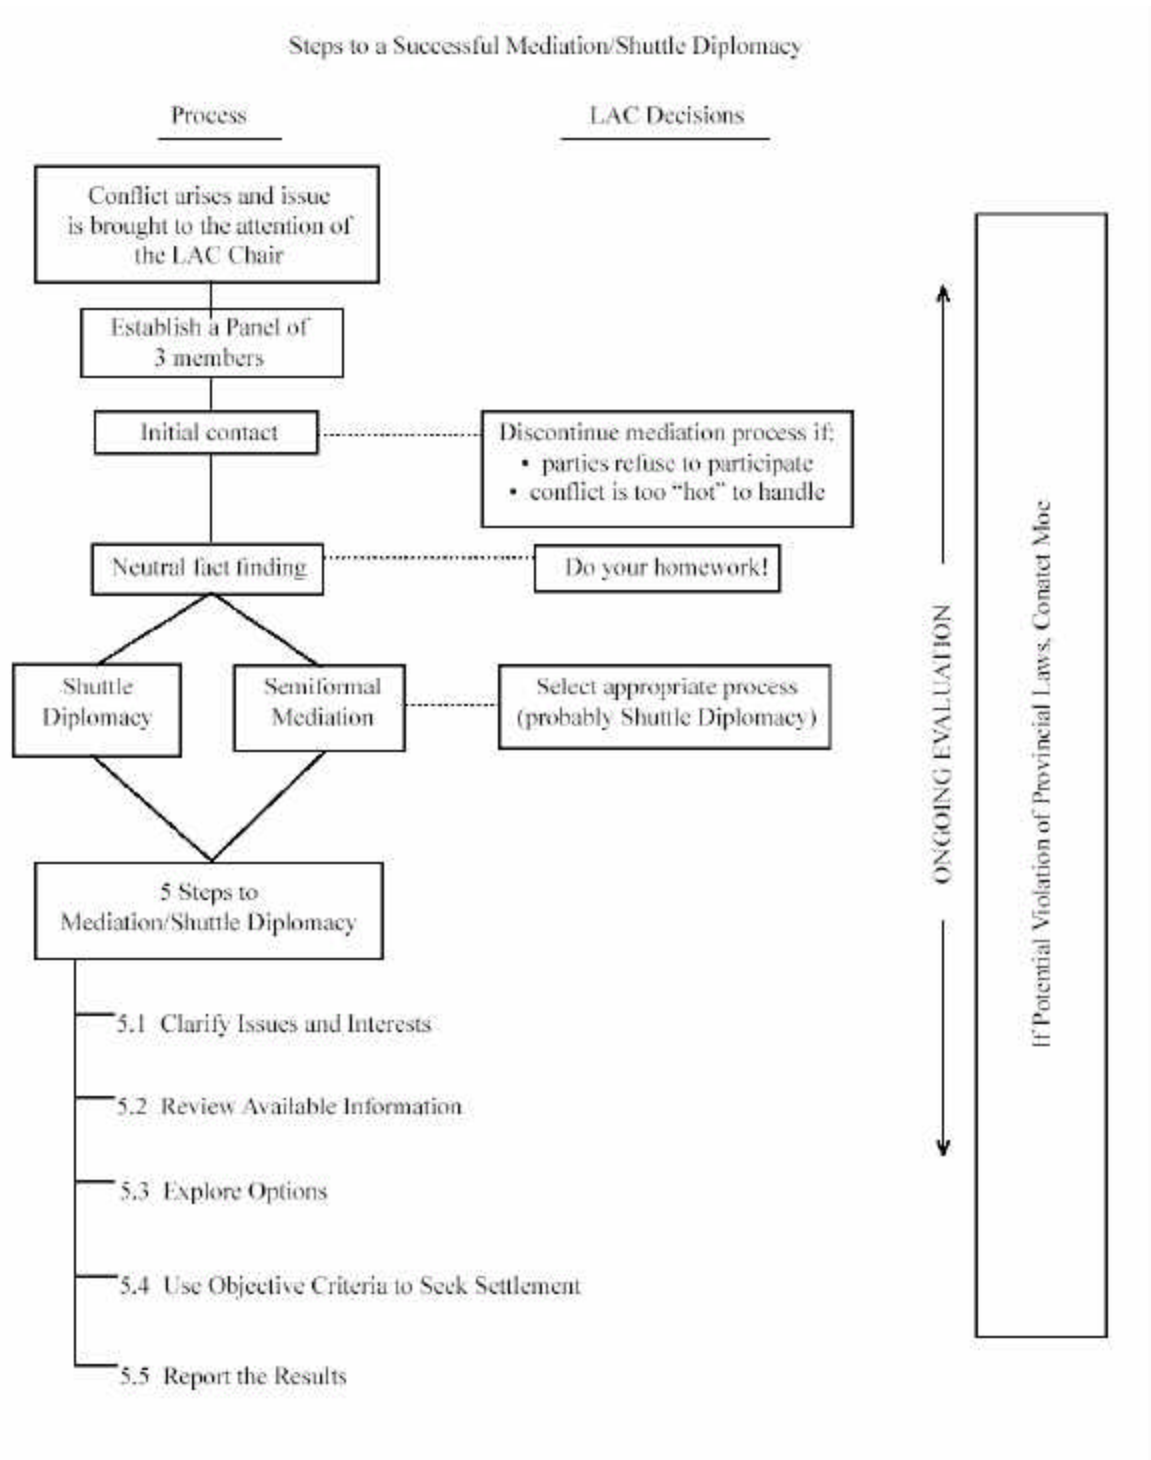 Steps to a Successful Mediation/Shuttle Diplomacy
Process
LAC Decisions
Conflict arises and issue
is brought to the attention of
the LAC Chair
Establish a Panel of
3 members
Initial contact
Discontinue mediation process if:
• parties refuse to participate
• conflict is too “hot” to handle
Neutral fact finding
Do your homework!
Shuttle
Diplomacy
Semiformal
Mediation
Select appropriate process
(probably Shuttle Diplomacy)
5 Steps to
Mediation/Shuttle Diplomacy
5.1 Clarify Issues and Interests
5.2 Review Available Information
5.3 Explore Options
5.4 Use Objective Criteria to Seek Settlement
5.5 Report the Results
ONGOING EVALUATION
If Potential Violation of Provincial Laws, Conatct Moe